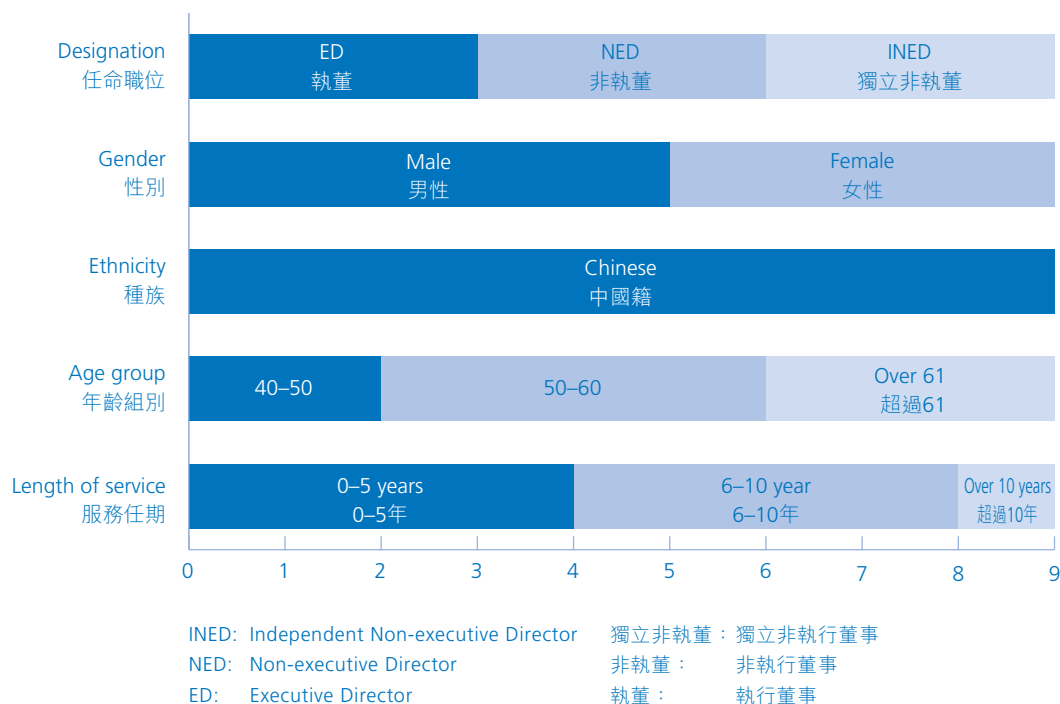 Designation
任命職位
ED
執董
NED
非執董
INED
獨立非執董
Gender
性別
Male
男性
Female
女性
Ethnicity
種族
Chinese
中國籍
Age group
年齡組別
40–50
50–60
Over 61
超過61
Length of service
服務任期
0–5 years
0–5年
6–10 year
6–10年
Over 10 years
超過10年
0 1 2 3 4 5 6 7 8 9
INED: Independent Non-executive Director 獨立非執董： 獨立非執行董事
NED: Non-executive Director 非執董： 非執行董事
ED: Executive Director 執董： 執行董事